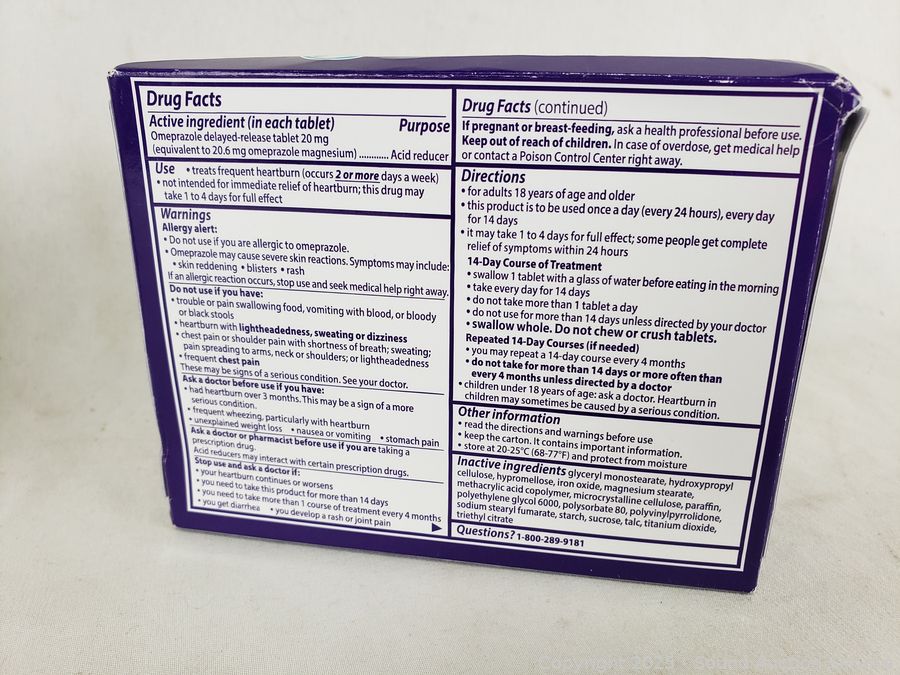 Drug Facts
Active ingredient (in each tablet) Purpose
Omeprazole delayed-release tablet 20 mg
(equivalent to 20.6 mg omeprazole magnesium) ............ Acid reducer
Use • treats frequent heartburn (occurs 2 or more days a week)
• not intended for immediate relief of heartburn; this drug may
take 1 to 4 days for full effect
Warnings
Allergy alert:
• Do not use if you are allergic to omeprazole.
• Omeprazole may cause severe skin reactions. Symptoms may include:
• skin reddening • blisters • rash
If an allergic reaction occurs, stop use and seek medical help right away.
Do not use if you have:
• trouble or pain swallowing food, vomiting with blood, or bloody
or black stools
• heartburn with lightheadedness, sweating or dizziness
• chest pain or shoulder pain with shortness of breath; sweating;
pain spreading to arms, neck or shoulders; or lightheadedness
• frequent chest pain
These may be signs of a serious condition. See your doctor.
Ask a doctor before use if you have:
• had heartburn over 3 months. This may be a sign of a more
serious condition.
• frequent wheezing, particularly with heartburn
• unexplained weight loss • nausea or vomiting • stomach pain
Ask a doctor or pharmacist before use if you are taking a
prescription drug.
Acid reducers may interact with certain prescription drugs.
Stop use and ask a doctor if:
• your heartburn continues or worsens
• you need to take this product for more than 14 days
• you need to take more than 1 course of treatment every 4 months
• you get diarrhea • you develop a rash or joint pain
Drug Facts (continued)
If pregnant or breast-feeding, ask a health professional before use.
Keep out of reach of children. In case of overdose, get medical help
or contact a Poison Control Center right away.
Directions
• for adults 18 years of age and older
• this product is to be used once a day (every 24 hours), every day
for 14 days
• it may take 1 to 4 days for full effect; some people get complete
relief of symptoms within 24 hours
14-Day Course of Treatment
• swallow 1 tablet with a glass of water before eating in the morning
• take every day for 14 days
• do not take more than 1 tablet a day
• do not use for more than 14 days unless directed by your doctor
• swallow whole. Do not chew or crush tablets.
Repeated 14-Day Courses (if needed)
• you may repeat a 14-day course every 4 months
• do not take for more than 14 days or more often than
every 4 months unless directed by a doctor
• children under 18 years of age: ask a doctor. Heartburn in
children may sometimes be caused by a serious condition.
Other information
• read the directions and warnings before use
• keep the carton. It contains important information.
• store at 20-25°C (68-77°F) and protect from moisture
Inactive ingredients glyceryl monostearate, hydroxypropyl
cellulose, hypromellose, iron oxide, magnesium stearate,
methacrylic acid copolymer, microcrystalline cellulose, paraffin,
polyethylene glycol 6000, polysorbate 80, polyvinylpyrrolidone,
sodium stearyl fumarate, starch, sucrose, talc, titanium dioxide,
triethyl citrate
Questions? 1-800-289-9181
Copyright 2023 - Sound Auction